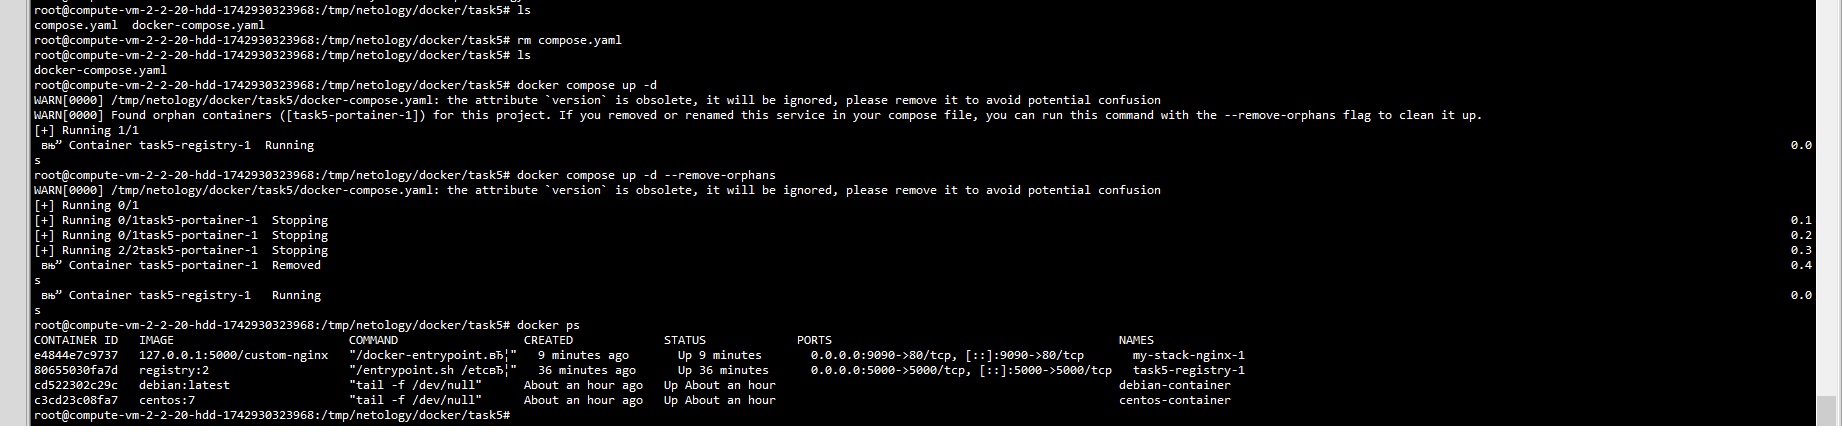 root@compute-vm-2-2-20-hdd-1742930323968:/tmp/netology/docker/task5# ls
compose.yaml  docker-compose.yaml
root@compute-vm-2-2-20-hdd-1742930323968:/tmp/netology/docker/task5# rm compose.yaml
root@compute-vm-2-2-20-hdd-1742930323968:/tmp/netology/docker/task5# ls
docker-compose.yaml
root@compute-vm-2-2-20-hdd-1742930323968:/tmp/netology/docker/task5# docker compose up -d
WARN[0000] /tmp/netology/docker/task5/docker-compose.yaml: the attribute `version` is obsolete, it will be ignored, please remove it to avoid potential confusion
WARN[0000] Found orphan containers ([task5-portainer-1]) for this project. If you removed or renamed this service in your compose file, you can run this command with the --remove-orphans flag to clean it up.
[+] Running 1/1
 вњ” Container task5-registry-1  Running 0.0
s
root@compute-vm-2-2-20-hdd-1742930323968:/tmp/netology/docker/task5# docker compose up -d --remove-orphans
WARN[0000] /tmp/netology/docker/task5/docker-compose.yaml: the attribute `version` is obsolete, it will be ignored, please remove it to avoid potential confusion
[+] Running 0/1
[+] Running 0/1task5-portainer-1  Stopping 0.1
[+] Running 0/1task5-portainer-1  Stopping 0.2
[+] Running 2/2task5-portainer-1  Stopping 0.3
 вњ” Container task5-portainer-1  Removed 0.4
s
 вњ” Container task5-registry-1   Running 0.0
s
root@compute-vm-2-2-20-hdd-1742930323968:/tmp/netology/docker/task5# docker ps
CONTAINER ID   IMAGE   COMMAND   CREATED   STATUS   PORTS   NAMES
e4844e7c9737   127.0.0.1:5000/custom-nginx   "/docker-entrypoint.вЂ¦"   9 minutes ago   Up 9 minutes   0.0.0.0:9090->80/tcp, [::]:9090->80/tcp   my-stack-nginx-1
80655030fa7d   registry:2   "/entrypoint.sh /etcвЂ¦"   36 minutes ago   Up 36 minutes   0.0.0.0:5000->5000/tcp, [::]:5000->5000/tcp   task5-registry-1
cd522302c29c   debian:latest   "tail -f /dev/null"   About an hour ago   Up About an hour   debian-container
c3cd23c08fa7   centos:7   "tail -f /dev/null"   About an hour ago   Up About an hour   centos-container
root@compute-vm-2-2-20-hdd-1742930323968:/tmp/netology/docker/task5#